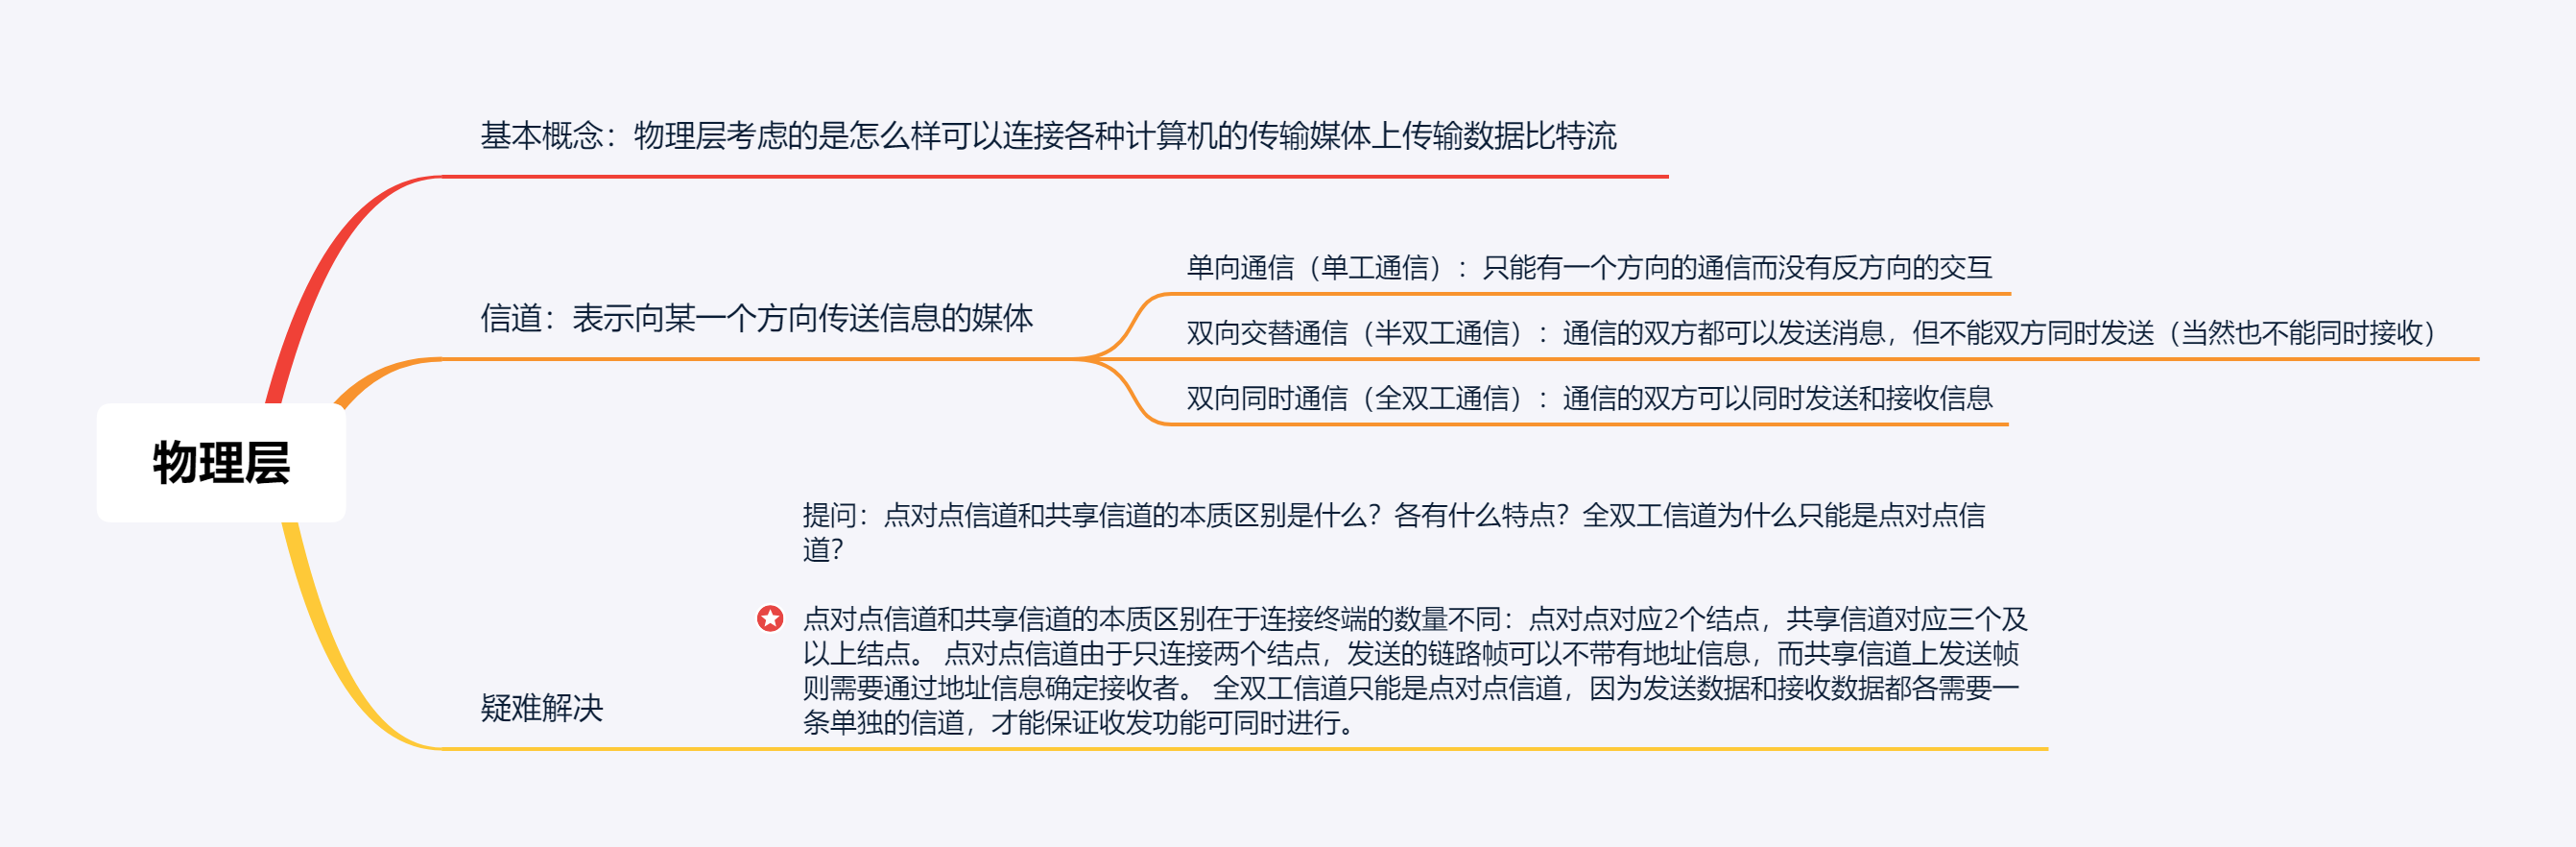 基本概念：物理层考虑的是怎么样可以连接各种计算机的传输媒体上传输数据比特流
单向通信（单工通信）：只能有一个方向的通信而没有反方向的交互
信道：表示向某一个方向传送信息的媒体
双向交替通信（半双工通信）：通信的双方都可以发送消息，但不能双方同时发送（当然也不能同时接收）
双向同时通信（全双工通信）：通信的双方可以同时发送和接收信息
物理层
提问：点对点信道和共享信道的本质区别是什么？各有什么特点？全双工信道为什么只能是点对点信
道？
点对点信道和共享信道的本质区别在于连接终端的数量不同：点对点对应2个结点，共享信道对应三个及
以上结点。 点对点信道由于只连接两个结点，发送的链路帧可以不带有地址信息，而共享信道上发送帧
则需要通过地址信息确定接收者。 全双工信道只能是点对点信道，因为发送数据和接收数据都各需要一
条单独的信道，才能保证收发功能可同时进行。
疑难解决